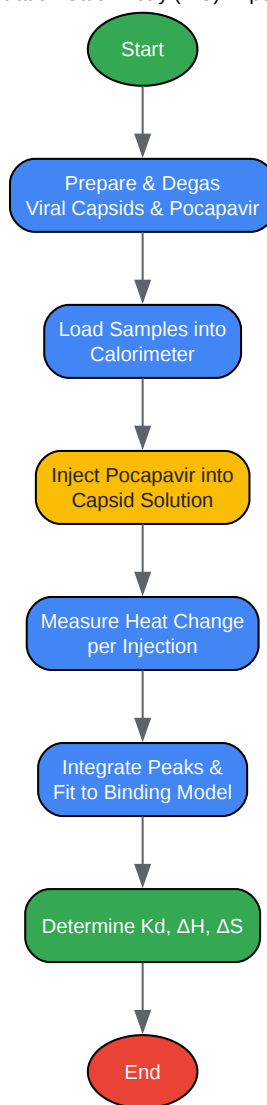 Start
Prepare & Degas
Viral Capsids & Pocapavir
Load Samples into
Calorimeter
Inject Pocapavir into
Capsid Solution
Measure Heat Change
per Injection
Integrate Peaks &
Fit to Binding Model
Determine Kd, ΔH, ΔS
End